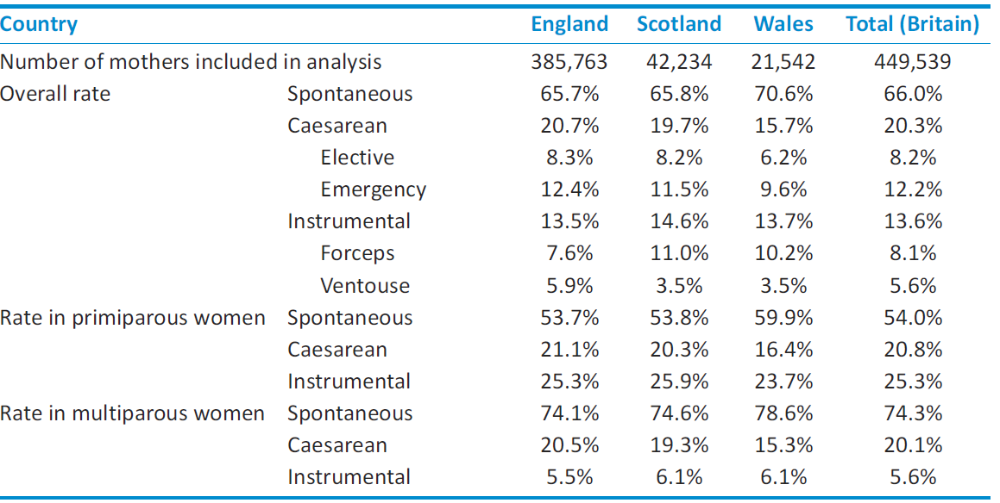 Country England Scotland Wales Total (Britain)
Number of mothers included in analysis 385,763 42,234 21,542 449,539
Overall rate Spontaneous 65.7% 65.8% 70.6% 66.0%
Caesarean 20.7% 19.7% 15.7% 20.3%
Elective 8.3% 8.2% 6.2% 8.2%
Emergency 12.4% 11.5% 9.6% 12.2%
Instrumental 13.5% 14.6% 13.7% 13.6%
Forceps 7.6% 11.0% 10.2% 8.1%
Ventouse 5.9% 3.5% 3.5% 5.6%
Rate in primiparous women Spontaneous 53.7% 53.8% 59.9% 54.0%
Caesarean 21.1% 20.3% 16.4% 20.8%
Instrumental 25.3% 25.9% 23.7% 25.3%
Rate in multiparous women Spontaneous 74.1% 74.6% 78.6% 74.3%
Caesarean 20.5% 19.3% 15.3% 20.1%
Instrumental 5.5% 6.1% 6.1% 5.6%